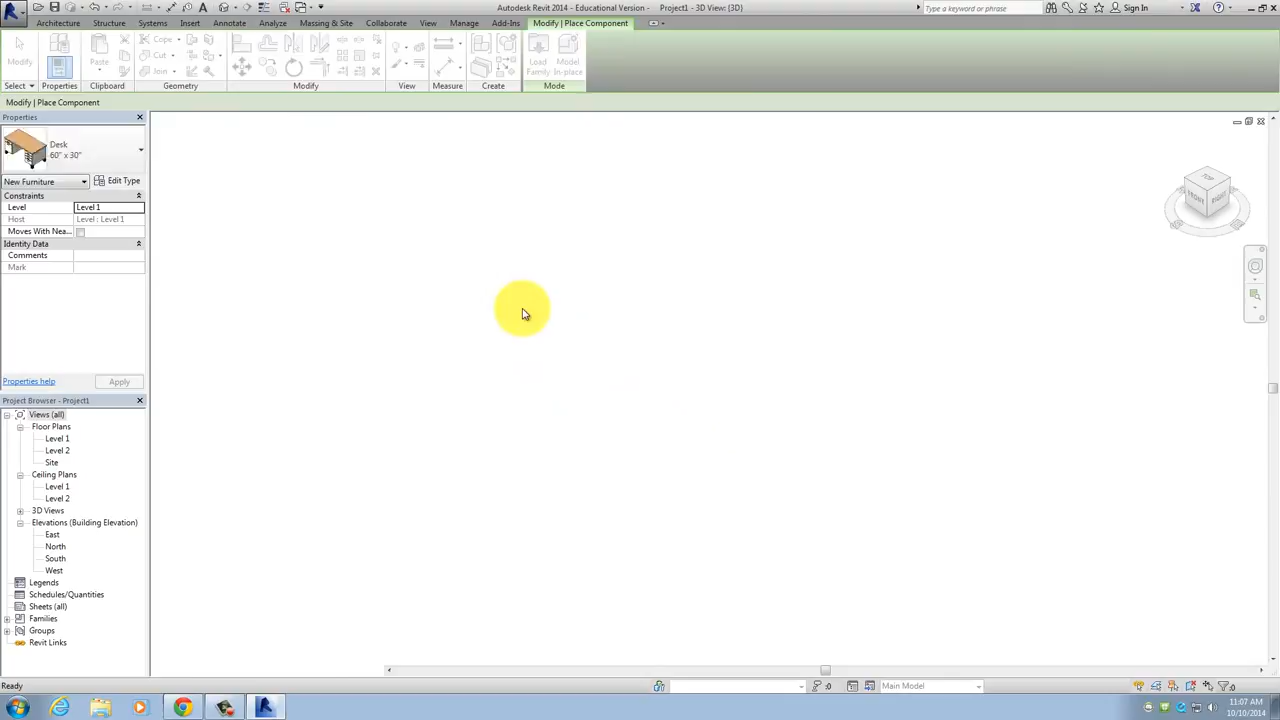 Autodesk Revit 2014 - Educational Version - Project1 - 3D View: {3D}
Type a keyword or phrase
Sign In
Architecture Structure Systems Insert Annotate Analyze Massing & Site Collaborate View Manage Add-Ins Modify | Place Component
Modify
Paste
Cope
Cut
Join
Load Family
Model In-place
Select Properties Clipboard Geometry Modify View Measure Create Mode
Modify | Place Component
Properties
Desk
60" x 30"
New Furniture Edit Type
Constraints
Level Level 1
Host Level : Level 1
Moves With Nea...
Identity Data
Comments
Mark
Properties help Apply
Project Browser - Project1
Views (all)
Floor Plans
Level 1
Level 2
Site
Ceiling Plans
Level 1
Level 2
3D Views
Elevations (Building Elevation)
East
North
South
West
Legends
Schedules/Quantities
Sheets (all)
Families
Groups
Revit Links
TOP
FRONT
RIGHT
Ready
:0
Main Model
:0
11:07 AM
10/10/2014